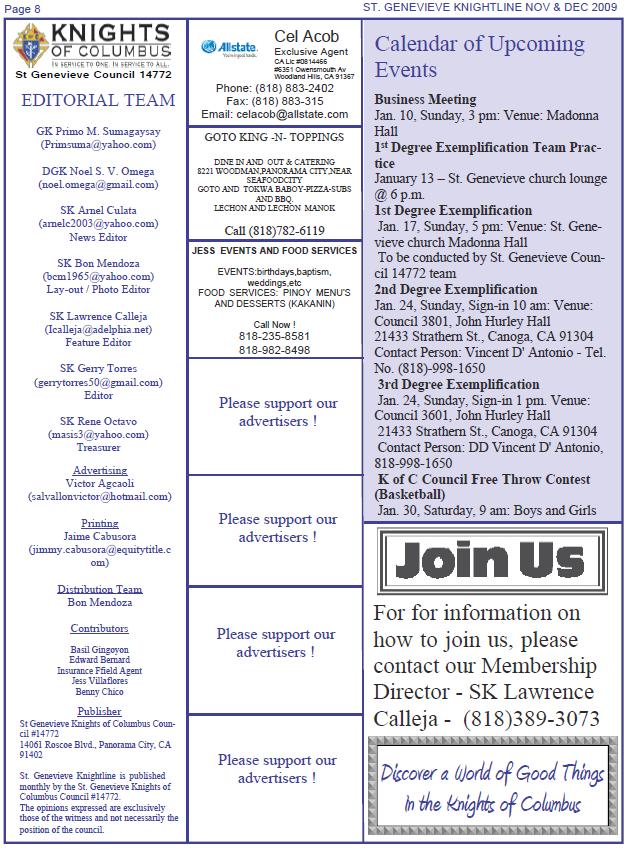 Page 8
ST. GENEVIEVE KNIGHTLINE NOV & DEC 2009
KNIGHTS
OF COLUMBUS
IN SERVICE TO ONE. IN SERVICE TO ALL.
St Genevieve Council 14772
EDITORIAL TEAM
GK Primo M. Sumagaysay
(Primsuma@yahoo.com)
DGK Noel S. V. Omega
(noel.omega@gmail.com)
SK Arnel Culata
(arnelc2003@yahoo.com)
News Editor
SK Bon Mendoza
(bcm1965@yahoo.com)
Lay-out / Photo Editor
SK Lawrence Calleja
(Icalleja@adelphia.net)
Feature Editor
SK Gerry Torres
(gerrytorres50@gmail.com)
Editor
SK Rene Octavo
(masis3@yahoo.com)
Treasurer
Advertising
Victor Agcaoli
(salvallonvictor@hotmail.com)
Printing
Jaime Cabusora
(jimmy.cabusora@equitytitle.c
om)
Distribution Team
Bon Mendoza
Contributors
Basil Gingoyon
Edward Bernard
Insurance Ffield Agent
Jess Villaflores
Benny Chico
Publisher
St Genevieve Knights of Columbus Coun-
cil #14772
14061 Roscoe Blvd., Panorama City, CA
91402
St. Genevieve Knightline is published
monthly by the St. Genevieve Knights of
Columbus Council #14772.
The opinions expressed are exclusively
those of the witness and not necessarily the
position of the council.
Allstate.
You're in good hands.
Cel Acob
Exclusive Agent
CA Lic #0814466
#6351 Owensmouth Av
Woodland Hills, CA 91367
Phone: (818) 883-2402
Fax: (818) 883-315
Email: celacob@allstate.com
GOTO KING -N- TOPPINGS
DINE IN AND OUT & CATERING
8221 WOODMAN,PANORAMA CITY,NEAR
SEAFOODCITY
GOTO AND TOKWA BABOY-PIZZA-SUBS
AND BBQ.
LECHON AND LECHON MANOK
Call (818)782-6119
JESS EVENTS AND FOOD SERVICES
EVENTS:birthdays,baptism,
weddings,etc
FOOD SERVICES: PINOY MENU'S
AND DESSERTS (KAKANIN)
Call Now !
818-235-8581
818-982-8498
Please support our
advertisers !
Please support our
advertisers !
Please support our
advertisers !
Please support our
advertisers !
Calendar of Upcoming
Events
Business Meeting
Jan. 10, Sunday, 3 pm: Venue: Madonna
Hall
1st Degree Exemplification Team Prac-
tice
January 13 – St. Genevieve church lounge
@ 6 p.m.
1st Degree Exemplification
Jan. 17, Sunday, 5 pm: Venue: St. Gene-
vieve church Madonna Hall
To be conducted by St. Genevieve Coun-
cil 14772 team
2nd Degree Exemplification
Jan. 24, Sunday, Sign-in 10 am: Venue:
Council 3801, John Hurley Hall
21433 Strathern St., Canoga, CA 91304
Contact Person: Vincent D' Antonio - Tel.
No. (818)-998-1650
3rd Degree Exemplification
Jan. 24, Sunday, Sign-in 1 pm. Venue:
Council 3601, John Hurley Hall
21433 Strathern St., Canoga, CA 91304
Contact Person: DD Vincent D' Antonio,
818-998-1650
K of C Council Free Throw Contest
(Basketball)
Jan. 30, Saturday, 9 am: Boys and Girls
Join Us
For for information on
how to join us, please
contact our Membership
Director - SK Lawrence
Calleja - (818)389-3073
Discover a World of Good Things
In the Knights of Columbus